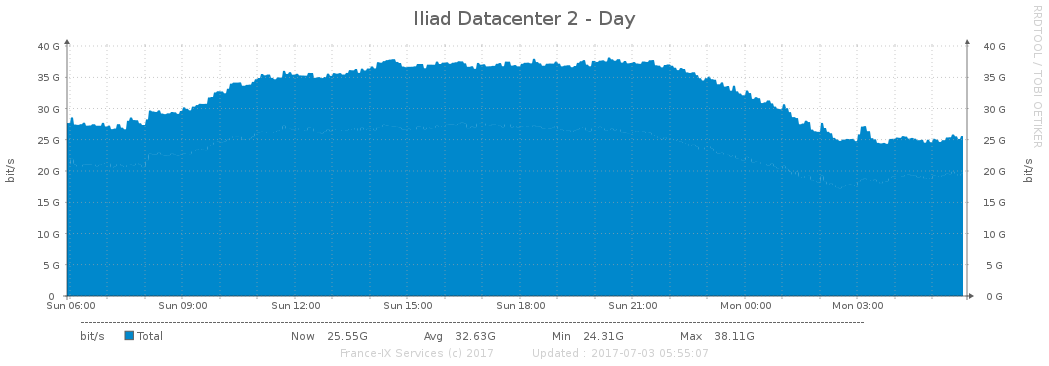 Iliad Datacenter 2 - Day
RRDTOOL / TOBI OETIKER
40 G 40 G
35 G 35 G
30 G 30 G
25 G 25 G
20 G 20 G
15 G 15 G
10 G 10 G
5 G 5 G
0 0 G
bit/s bit/s
Sun 06:00 Sun 09:00 Sun 12:00 Sun 15:00 Sun 18:00 Sun 21:00 Mon 00:00 Mon 03:00
bit/s Total Now 25.55G Avg 32.63G Min 24.31G Max 38.11G
France-IX Services (c) 2017 Updated : 2017-07-03 05:55:07